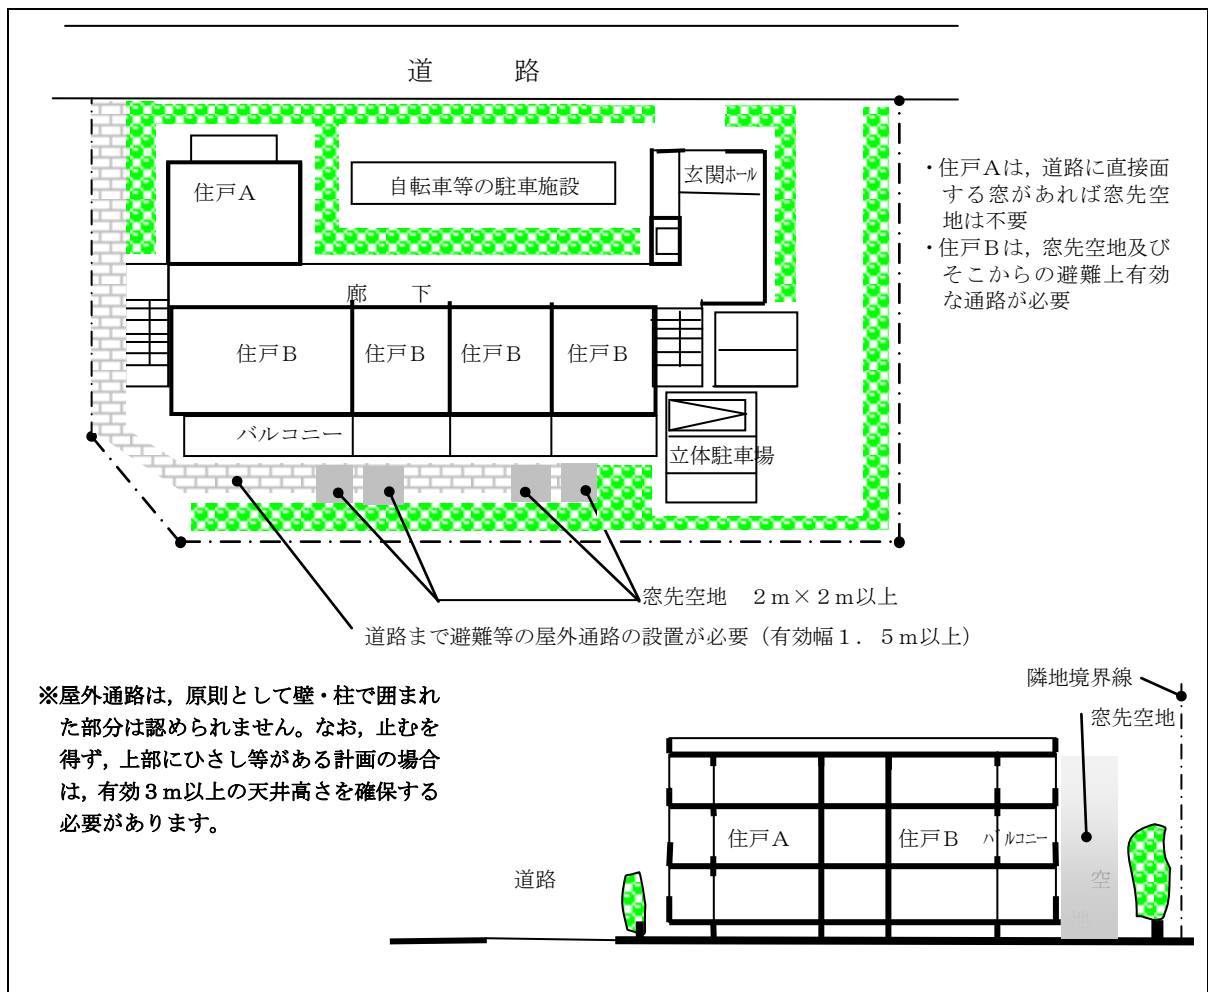 道　　　路
住戸Ａ
自転車等の駐車施設
玄関ホール
・住戸Ａは，道路に直接面
する窓があれば窓先空
地は不要
・住戸Ｂは，窓先空地及び
そこからの避難上有効
な通路が必要
廊　下
住戸Ｂ
住戸Ｂ
住戸Ｂ
住戸Ｂ
バルコニー
立体駐車場
窓先空地　２ｍ×２ｍ以上
道路まで避難等の屋外通路の設置が必要（有効幅１．５ｍ以上）
※屋外通路は，原則として壁・柱で囲まれ
た部分は認められません。なお，止むを
得ず，上部にひさし等がある計画の場合
は，有効３ｍ以上の天井高さを確保する
必要があります。
隣地境界線
窓先空地
住戸Ａ
住戸Ｂ
バルコニー
道路
空
地